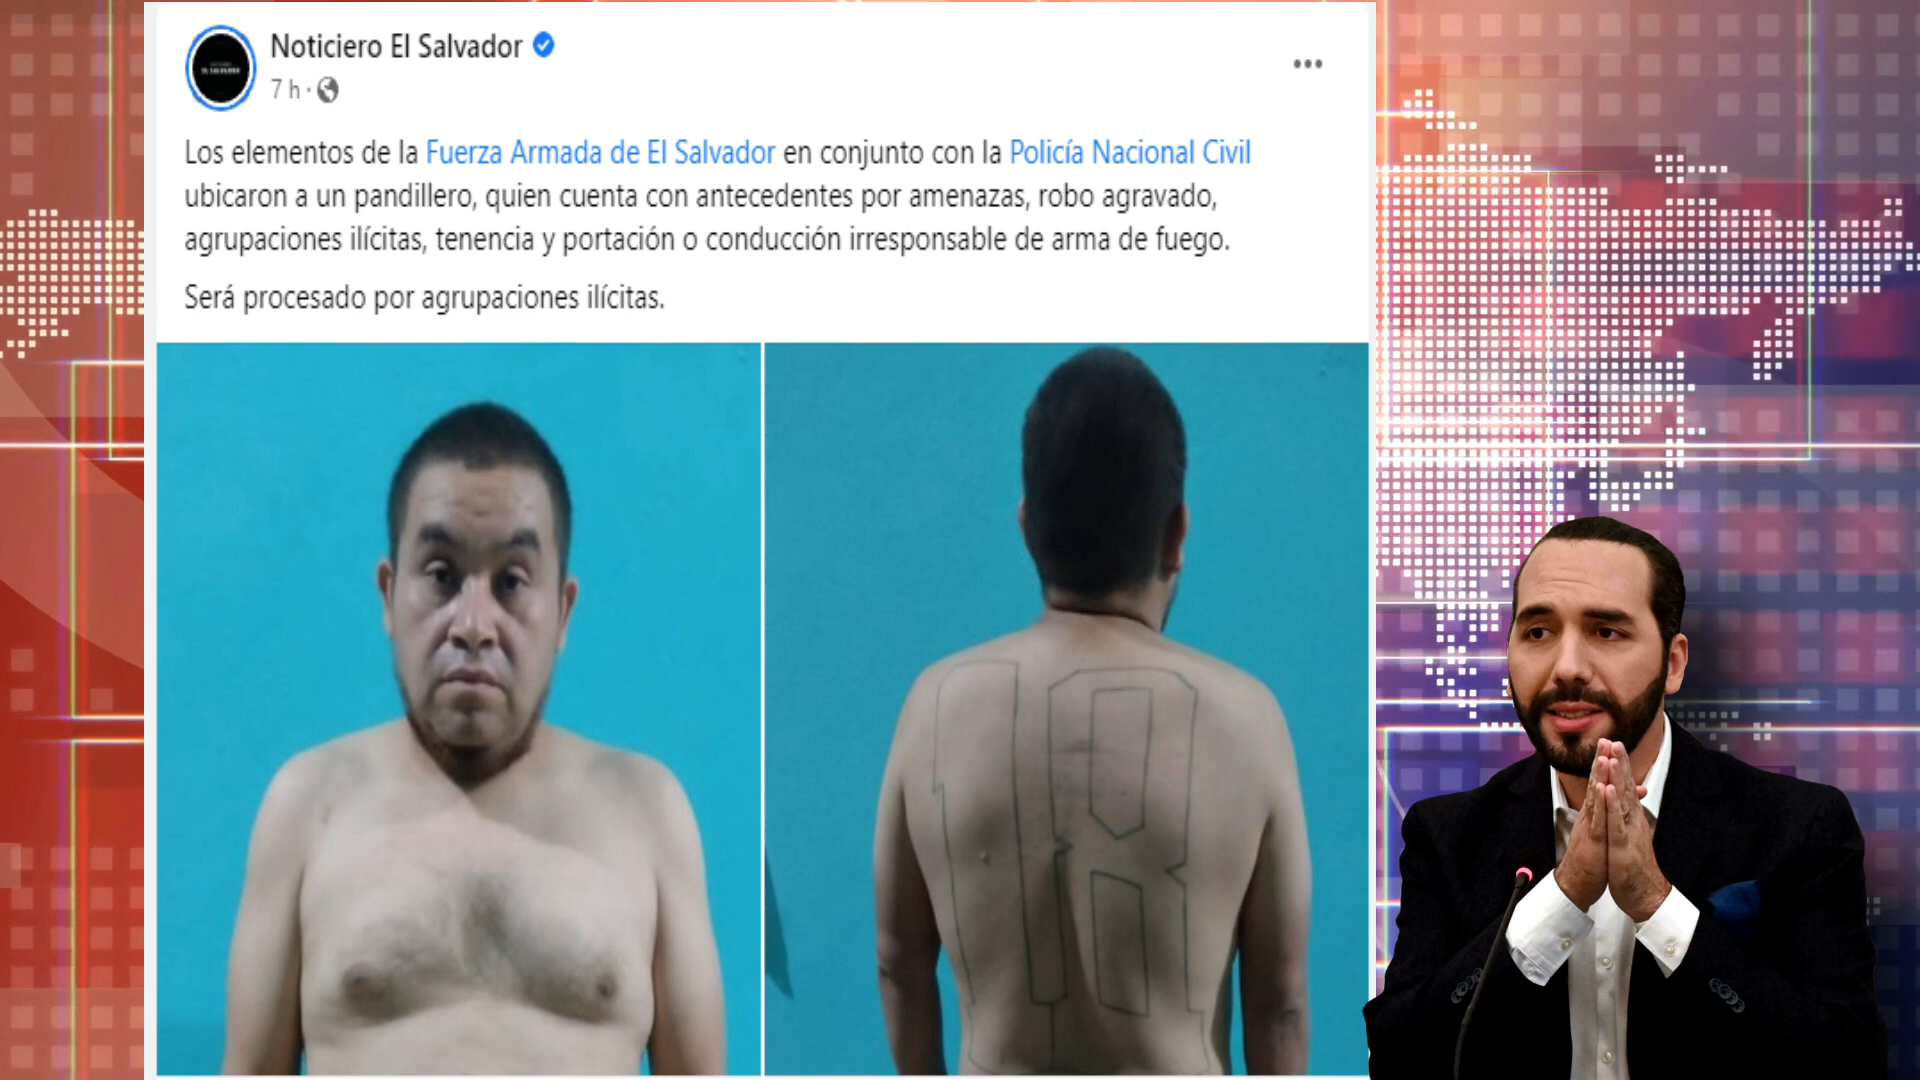 Noticiero El Salvador
7 h ·
Los elementos de la Fuerza Armada de El Salvador en conjunto con la Policía Nacional Civil
ubicaron a un pandillero, quien cuenta con antecedentes por amenazas, robo agravado,
agrupaciones ilícitas, tenencia y portación o conducción irresponsable de arma de fuego.
Será procesado por agrupaciones ilícitas.
18